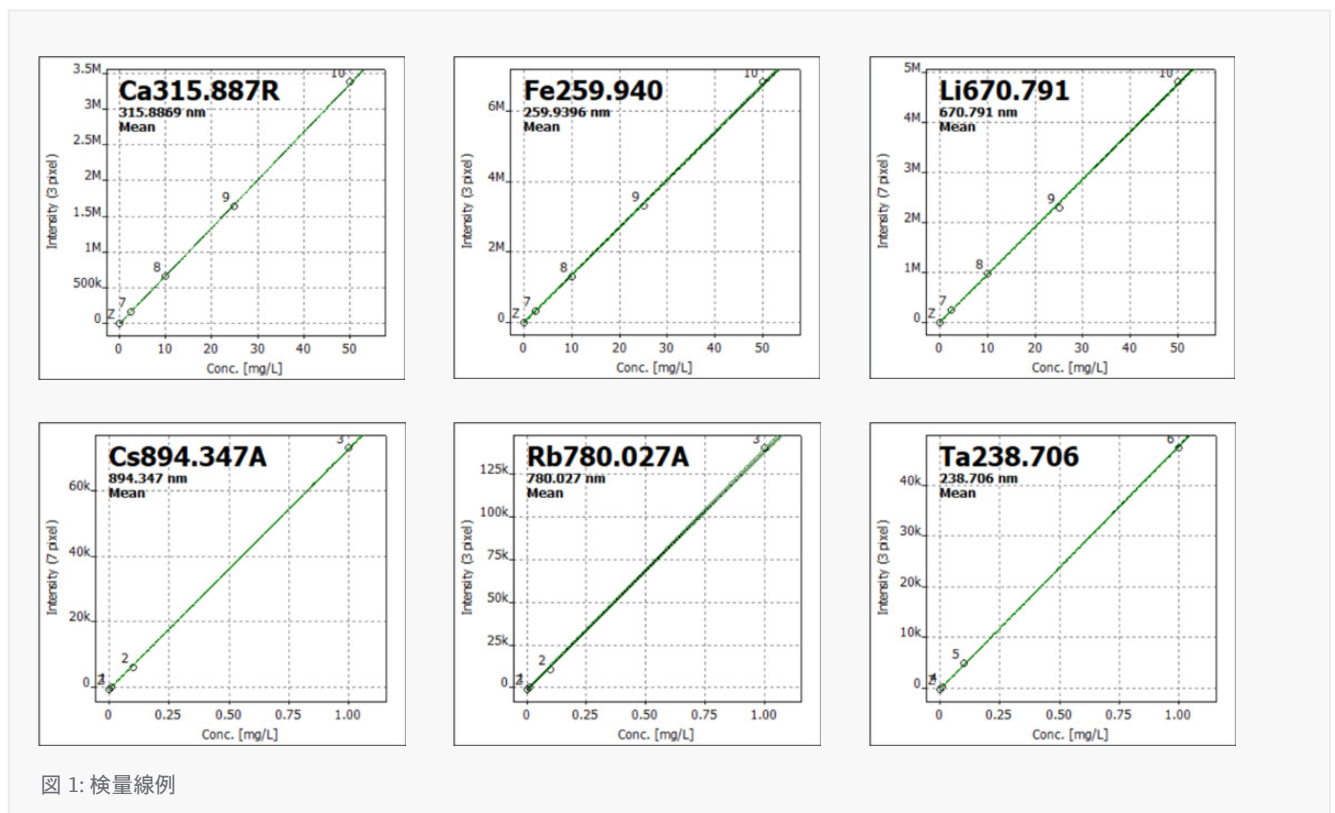 Ca315.887R
315.8869 nm
Mean
3.5M
3M
2.5M
2M
1.5M
1M
500k
0
Z
7
8
9
10
0 10 20 30 40 50
Intensity (3 pixel)
Conc. [mg/L]
Fe259.940
259.9396 nm
Mean
6M
4M
2M
0
Z
7
8
9
10
0 10 20 30 40 50
Intensity (3 pixel)
Conc. [mg/L]
Li670.791
670.791 nm
Mean
5M
4M
3M
2M
1M
0
Z
7
8
9
10
0 10 20 30 40 50
Intensity (7 pixel)
Conc. [mg/L]
Cs894.347A
894.347 nm
Mean
60k
40k
20k
0
2
3
0 0.25 0.50 0.75 1.00
Intensity (7 pixel)
Conc. [mg/L]
Rb780.027A
780.027 nm
Mean
125k
100k
75k
50k
25k
0
2
3
0 0.25 0.50 0.75 1.00
Intensity (3 pixel)
Conc. [mg/L]
Ta238.706
238.706 nm
Mean
40k
30k
20k
10k
0
5
6
0 0.25 0.50 0.75 1.00
Intensity (3 pixel)
Conc. [mg/L]
図 1: 検量線例